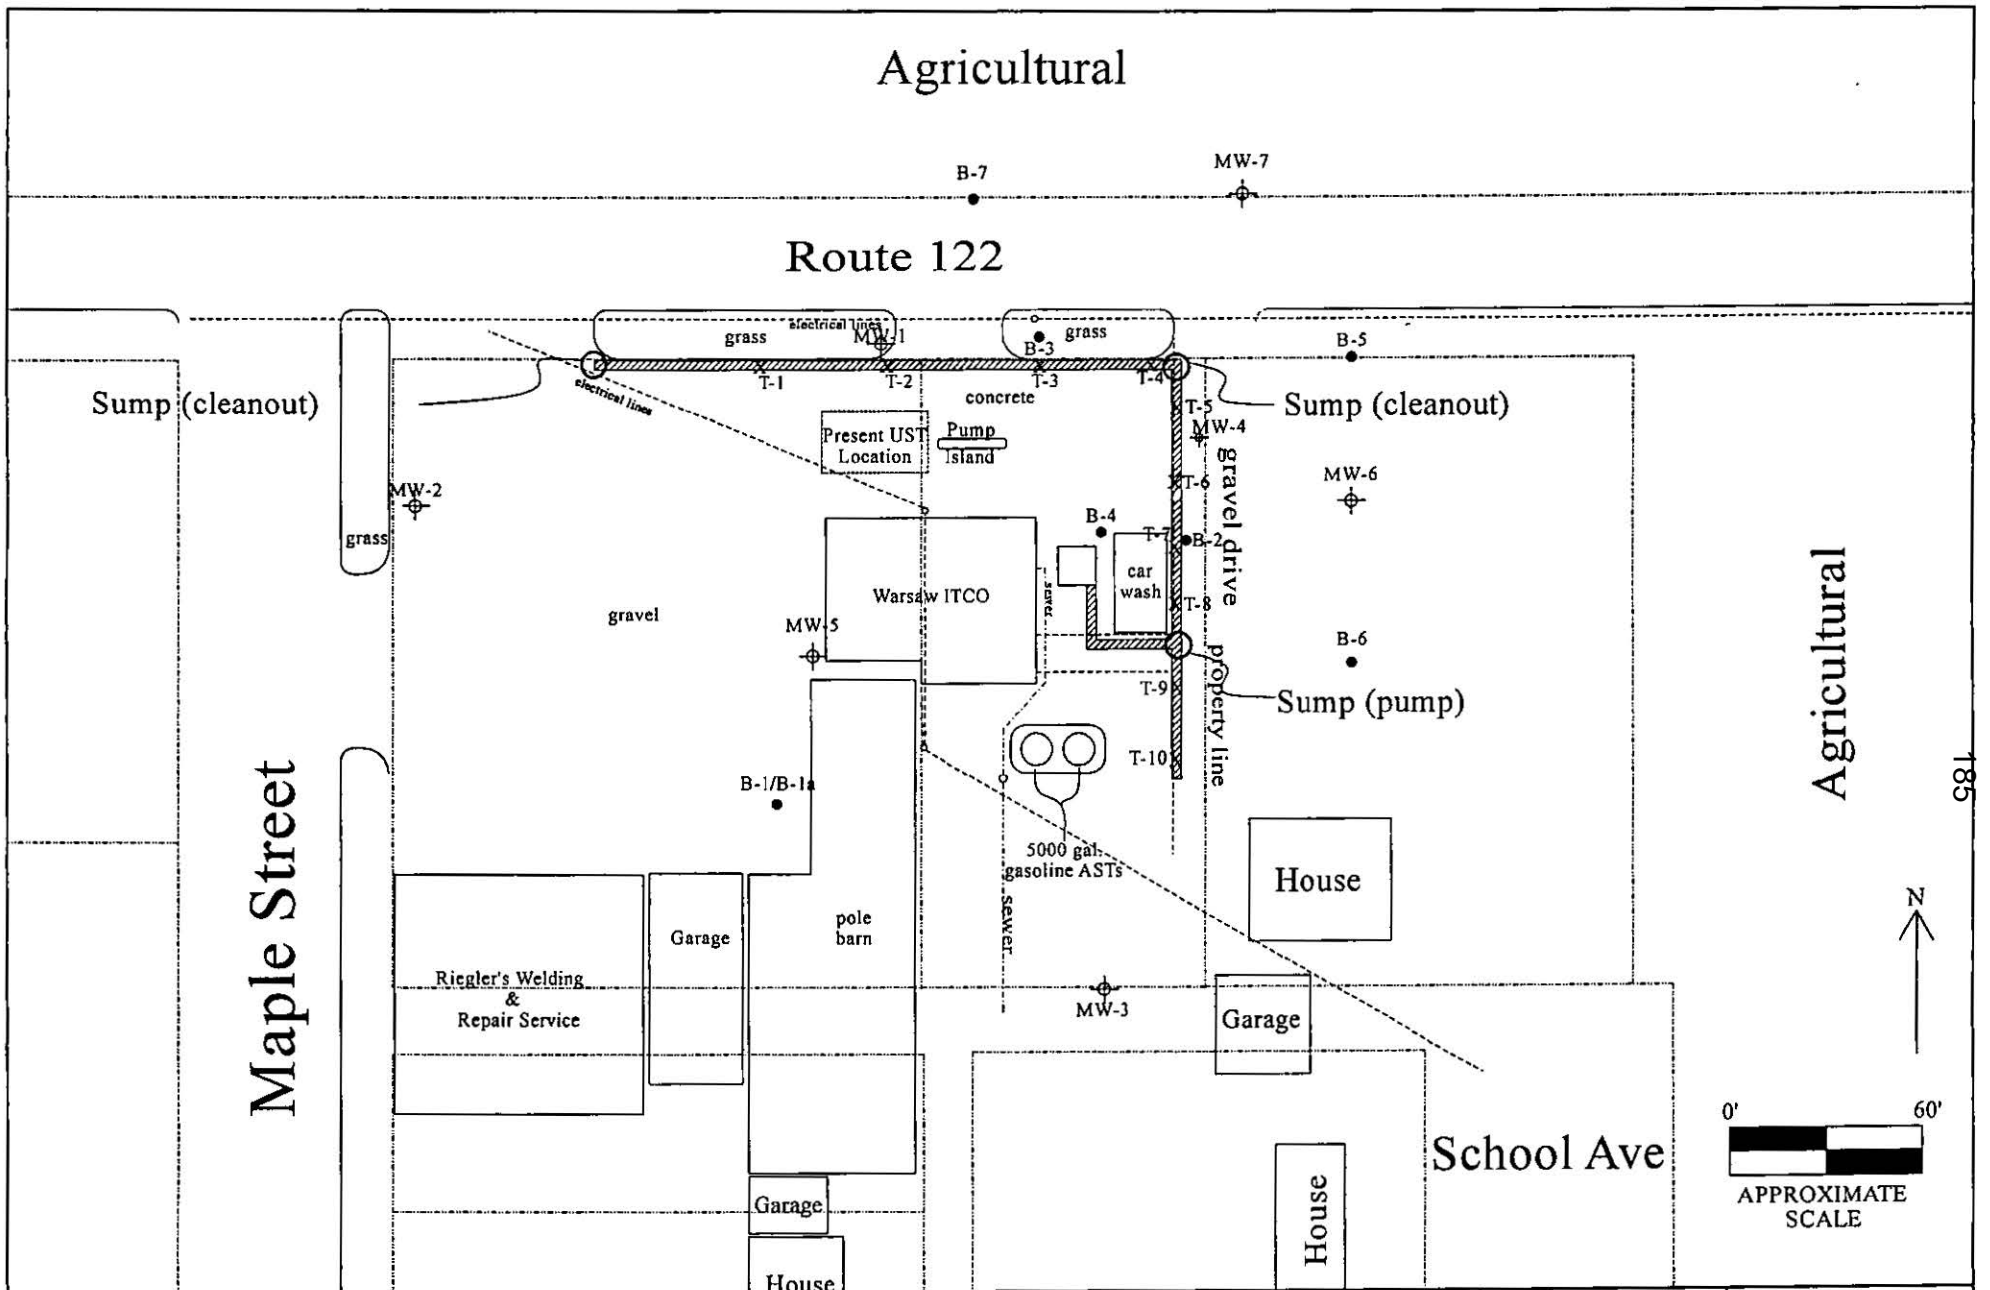 Agricultural
B-7
MW-7
Route 122
grass
electrical lines
MW-1
B-3
grass
B-5
T-1
T-2
T-3
T-4
electrical lines
Sump (cleanout)
concrete
T-5
Sump (cleanout)
MW-4
Present UST
Location
Pump
Island
gravel drive
MW-2
T-6
MW-6
grass
B-4
T-7
B-2
car
wash
Warsaw ITCO
sewer
T-8
gravel
MW-5
B-6
property line
T-9
Sump (pump)
Agricultural
T-10
185
B-1/B-1a
5000 gal.
gasoline ASTs
Maple Street
House
N
pole
barn
Garage
sewer
Riegler's Welding
&
Repair Service
MW-3
Garage
0' 60'
School Ave
APPROXIMATE
SCALE
Garage
House
House